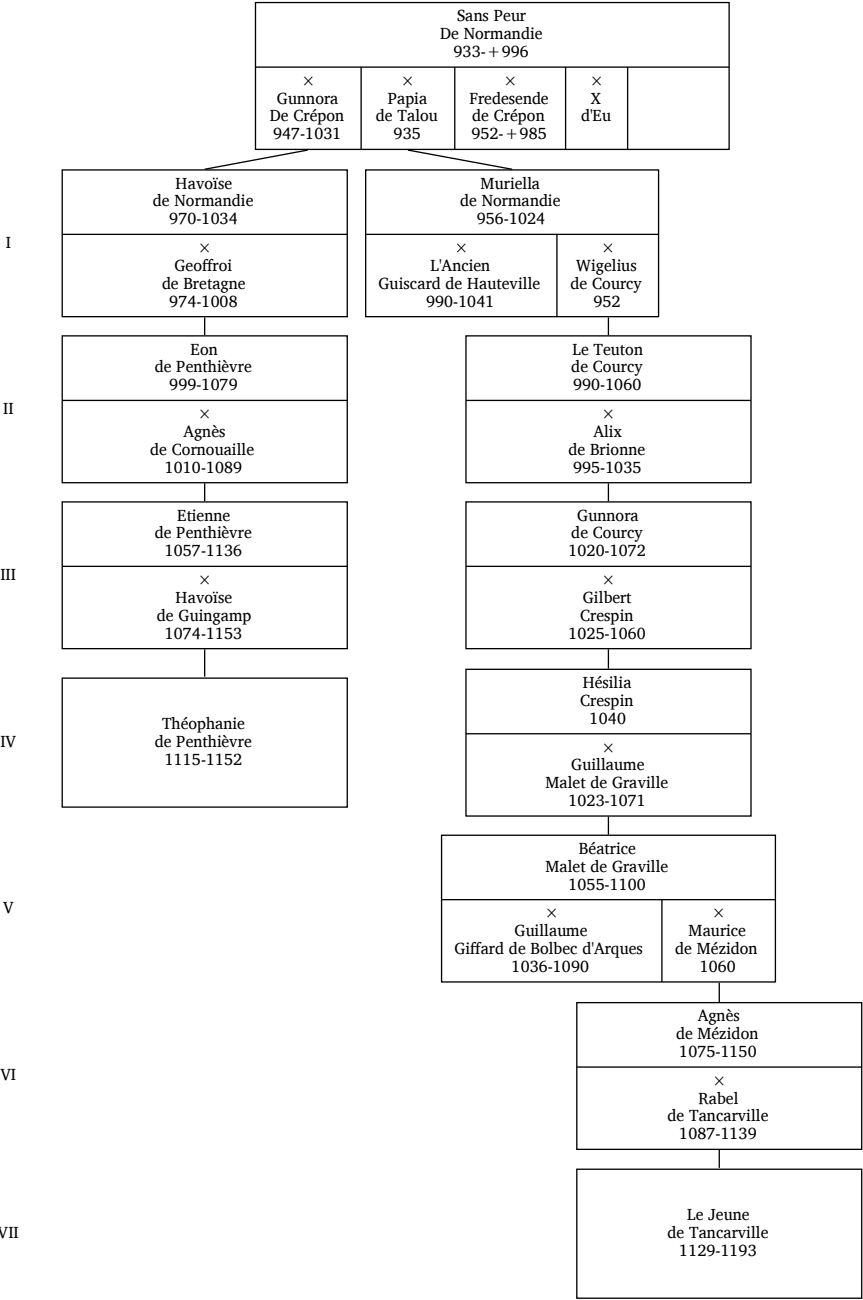 Sans Peur
De Normandie
933-+996
×
Gunnora
De Crépon
947-1031
×
Papia
de Talou
935
×
Fredesende
de Crépon
952-+985
×
X
d'Eu
I
Havoïse
de Normandie
970-1034
×
Geoffroi
de Bretagne
974-1008
Muriella
de Normandie
956-1024
×
L'Ancien
Guiscard de Hauteville
990-1041
×
Wigelius
de Courcy
952
II
Eon
de Penthièvre
999-1079
×
Agnès
de Cornouaille
1010-1089
Le Teuton
de Courcy
990-1060
×
Alix
de Brionne
995-1035
III
Etienne
de Penthièvre
1057-1136
×
Havoïse
de Guingamp
1074-1153
Gunnora
de Courcy
1020-1072
×
Gilbert
Crespin
1025-1060
IV
Théophanie
de Penthièvre
1115-1152
Hésilia
Crespin
1040
×
Guillaume
Malet de Graville
1023-1071
V
Béatrice
Malet de Graville
1055-1100
×
Guillaume
Giffard de Bolbec d'Arques
1036-1090
×
Maurice
de Mézidon
1060
VI
Agnès
de Mézidon
1075-1150
×
Rabel
de Tancarville
1087-1139
VII
Le Jeune
de Tancarville
1129-1193